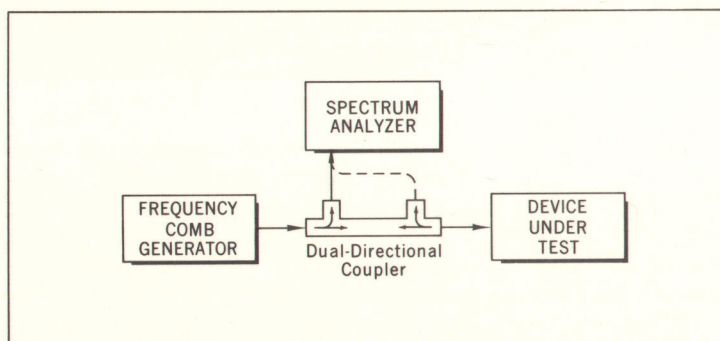 SPECTRUM
ANALYZER
FREQUENCY
COMB
GENERATOR
Dual-Directional
Coupler
DEVICE
UNDER
TEST